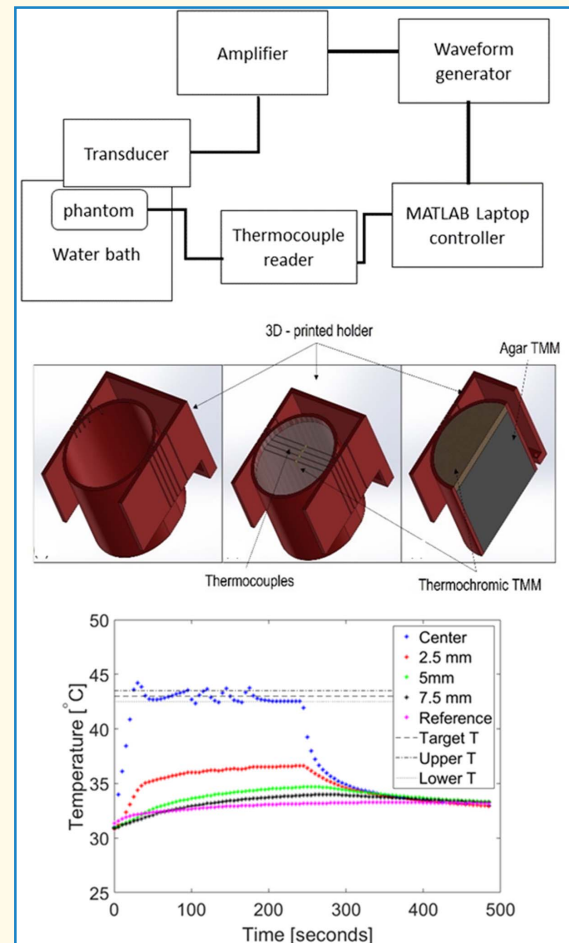 Amplifier
Waveform
generator
Transducer
phantom
Water bath
Thermocouple
reader
MATLAB Laptop
controller
3D - printed holder
Agar TMM
Thermocouples
Thermochromic TMM
50
45
40
35
30
25
Temperature [°C]
Center
2.5 mm
5mm
7.5 mm
Reference
Target T
Upper T
Lower T
0
100
200
300
400
500
Time [seconds]